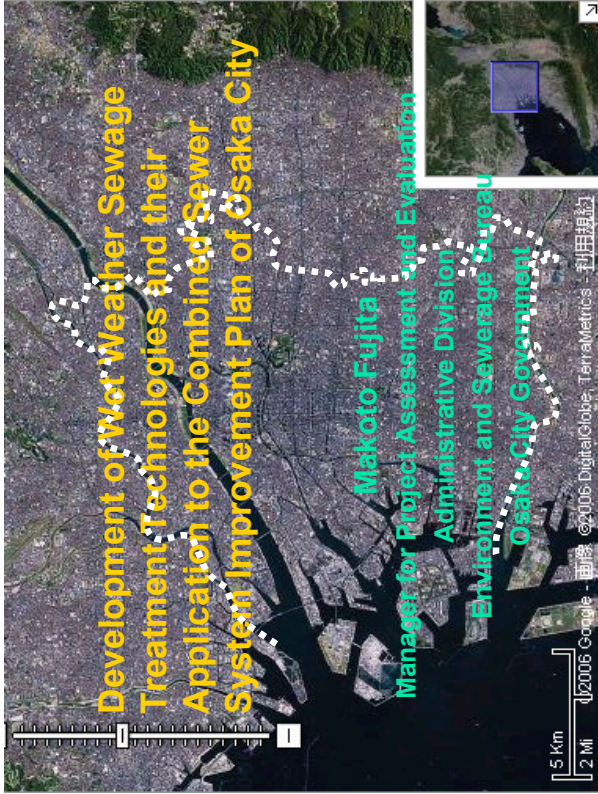 Development of Wet Weather Sewage
Treatment Technologies and their
Application to the Combined Sewer
System Improvement Plan of Osaka City
Makoto Fujita
Manager for Project Assessment and Evaluation
Administrative Division
Environment and Sewerage Bureau
Osaka City Government
5 Km
2 Mi
©2006 Google - 画像 ©2006 DigitalGlobe, TerraMetrics - 利用規約